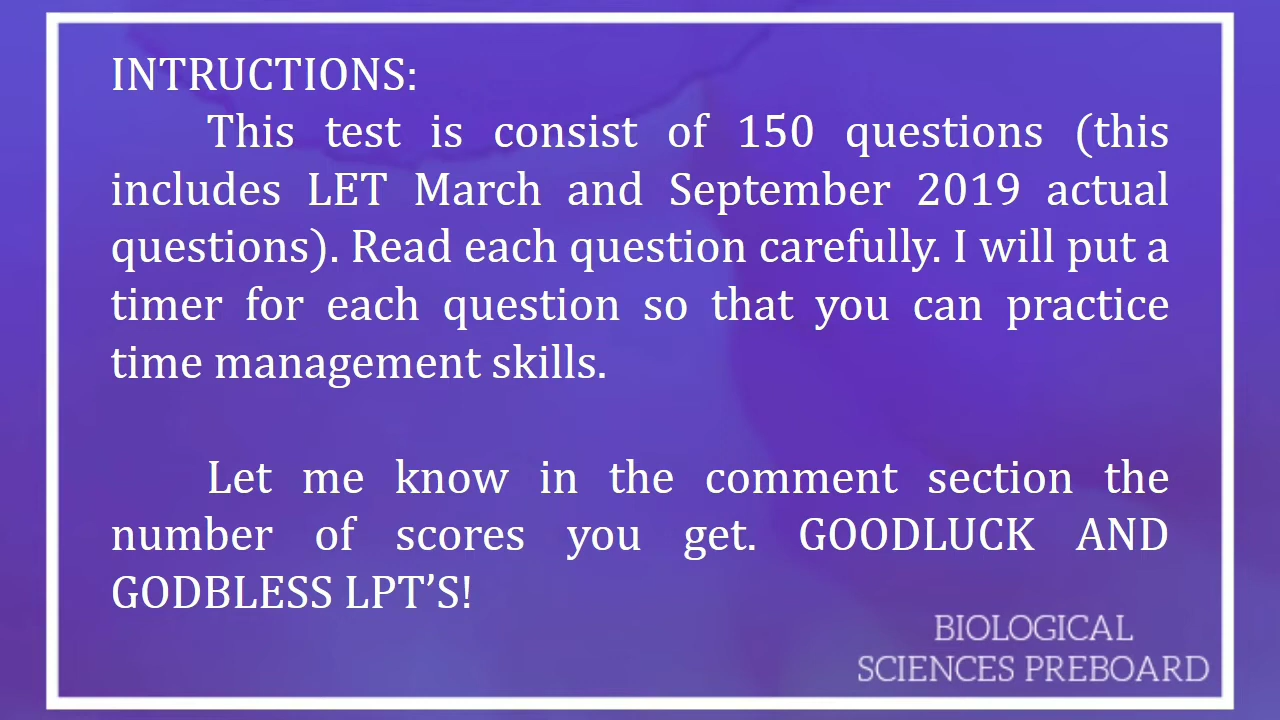 INTRUCTIONS:
This test is consist of 150 questions (this
includes LET March and September 2019 actual
questions). Read each question carefully. I will put a
timer for each question so that you can practice
time management skills.
Let me know in the comment section the
number of scores you get. GOODLUCK AND
GODBLESS LPT’S!
BIOLOGICAL
SCIENCES PREBOARD